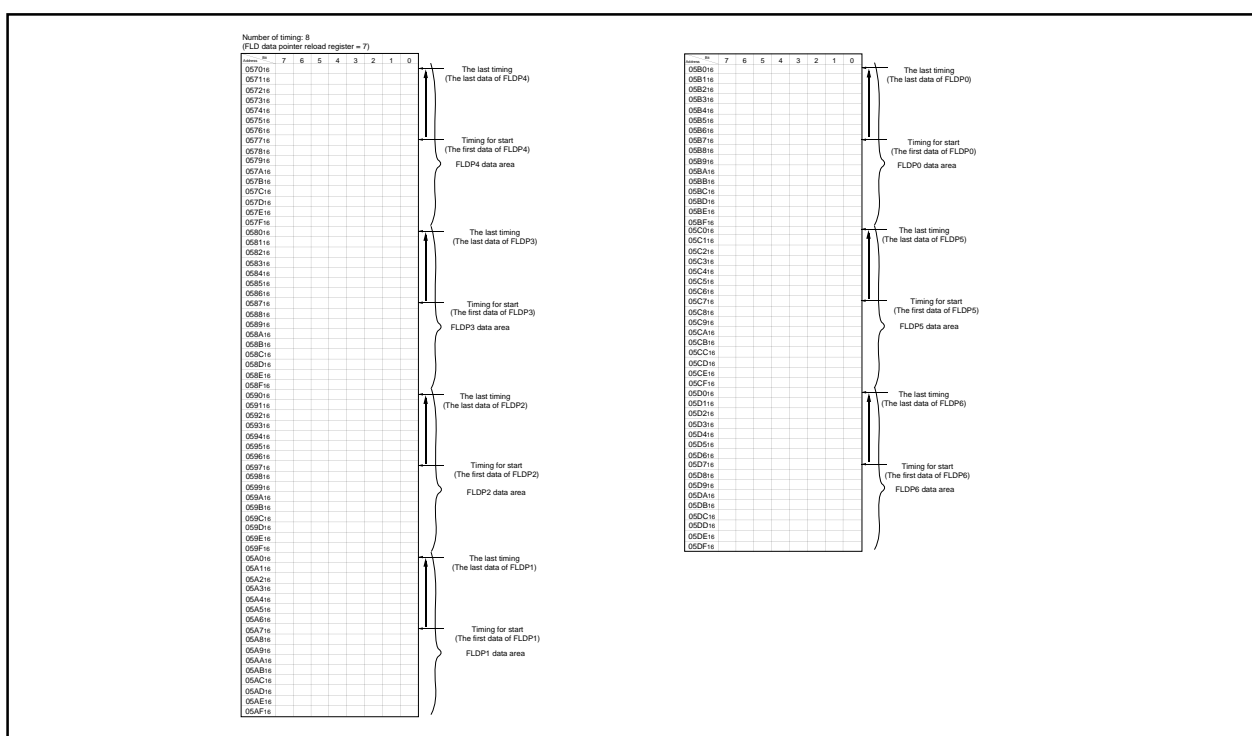 Number of timing: 8
(FLD data pointer reload register = 7)
Bit
Address 7 6 5 4 3 2 1 0
057016
057116
057216
057316
057416
057516
057616
057716
057816
057916
057A16
057B16
057C16
057D16
057E16
057F16
058016
058116
058216
058316
058416
058516
058616
058716
058816
058916
058A16
058B16
058C16
058D16
058E16
058F16
059016
059116
059216
059316
059416
059516
059616
059716
059816
059916
059A16
059B16
059C16
059D16
059E16
059F16
05A016
05A116
05A216
05A316
05A416
05A516
05A616
05A716
05A816
05A916
05AA16
05AB16
05AC16
05AD16
05AE16
05AF16
The last timing
(The last data of FLDP4)
Timing for start
(The first data of FLDP4)
FLDP4 data area
The last timing
(The last data of FLDP3)
Timing for start
(The first data of FLDP3)
FLDP3 data area
The last timing
(The last data of FLDP2)
Timing for start
(The first data of FLDP2)
FLDP2 data area
The last timing
(The last data of FLDP1)
Timing for start
(The first data of FLDP1)
FLDP1 data area
Bit
Address 7 6 5 4 3 2 1 0
05B016
05B116
05B216
05B316
05B416
05B516
05B616
05B716
05B816
05B916
05BA16
05BB16
05BC16
05BD16
05BE16
05BF16
05C016
05C116
05C216
05C316
05C416
05C516
05C616
05C716
05C816
05C916
05CA16
05CB16
05CC16
05CD16
05CE16
05CF16
05D016
05D116
05D216
05D316
05D416
05D516
05D616
05D716
05D816
05D916
05DA16
05DB16
05DC16
05DD16
05DE16
05DF16
The last timing
(The last data of FLDP0)
Timing for start
(The first data of FLDP0)
FLDP0 data area
The last timing
(The last data of FLDP5)
Timing for start
(The first data of FLDP5)
FLDP5 data area
The last timing
(The last data of FLDP6)
Timing for start
(The first data of FLDP6)
FLDP6 data area